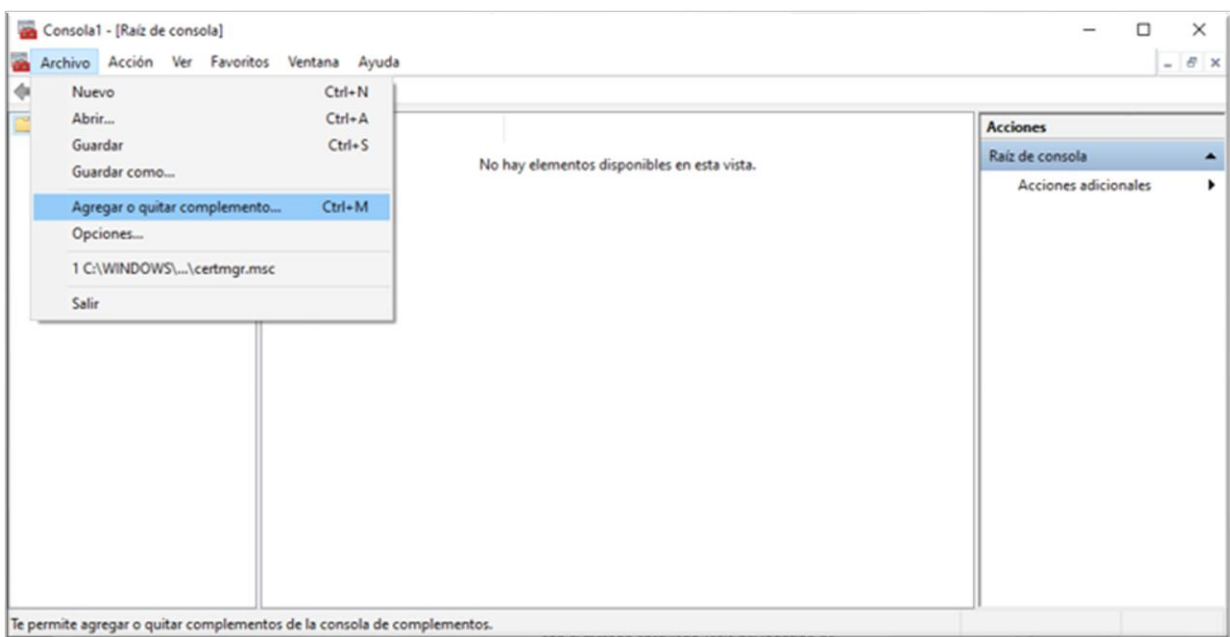 Consola1 - [Raíz de consola]
Archivo Acción Ver Favoritos Ventana Ayuda
Nuevo Ctrl+N
Abrir... Ctrl+A
Guardar Ctrl+S
Guardar como...
Agregar o quitar complemento... Ctrl+M
Opciones...
1 C:\WINDOWS\...\certmgr.msc
Salir
No hay elementos disponibles en esta vista.
Acciones
Raíz de consola
Acciones adicionales
Te permite agregar o quitar complementos de la consola de complementos.